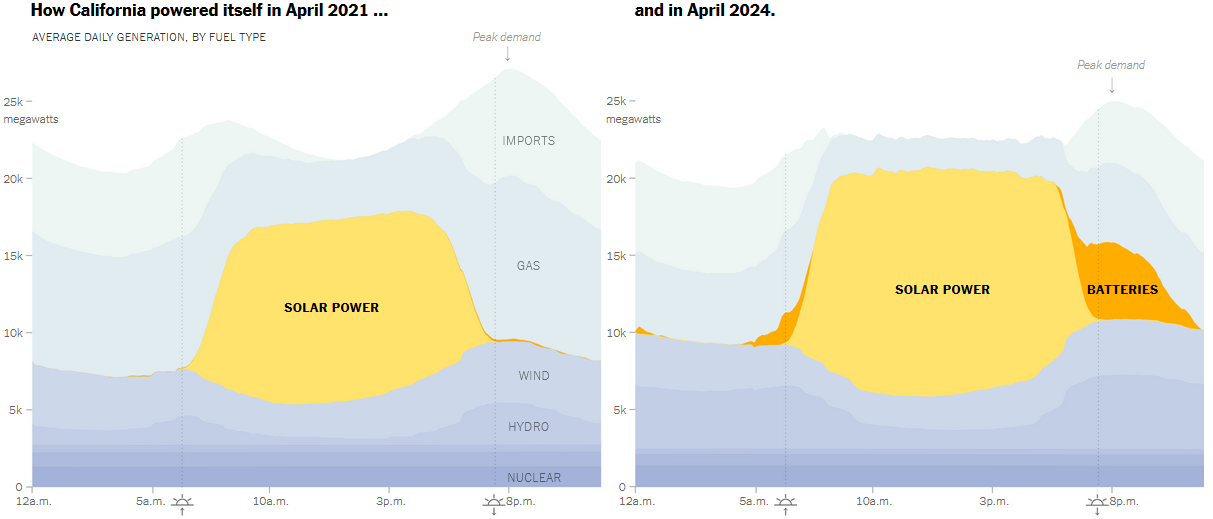 How California powered itself in April 2021 ...
and in April 2024.
AVERAGE DAILY GENERATION, BY FUEL TYPE
Peak demand
↓
25k
megawatts
20k
15k
10k
5k
0
IMPORTS
GAS
SOLAR POWER
WIND
HYDRO
NUCLEAR
12a.m.
5a.m.
10a.m.
3p.m.
8p.m.
Peak demand
↓
25k
megawatts
20k
15k
10k
5k
0
SOLAR POWER
BATTERIES
12a.m.
5a.m.
10a.m.
3p.m.
8p.m.